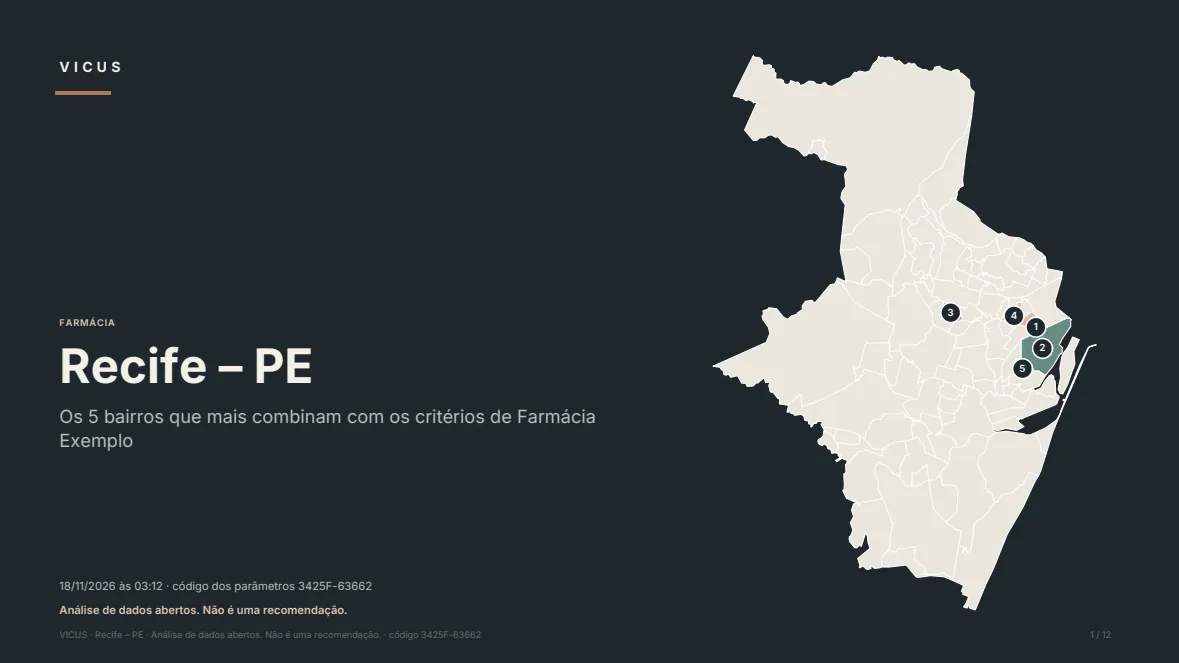 VICUS
FARMÁCIA
Recife – PE
Os 5 bairros que mais combinam com os critérios de Farmácia
Exemplo
3
4
1
2
5
18/11/2026 às 03:12 · código dos parâmetros 3425F-63662
Análise de dados abertos. Não é uma recomendação.
VICUS · Recife – PE · Análise de dados abertos. Não é uma recomendação. · código 3425F-63662
1 / 12